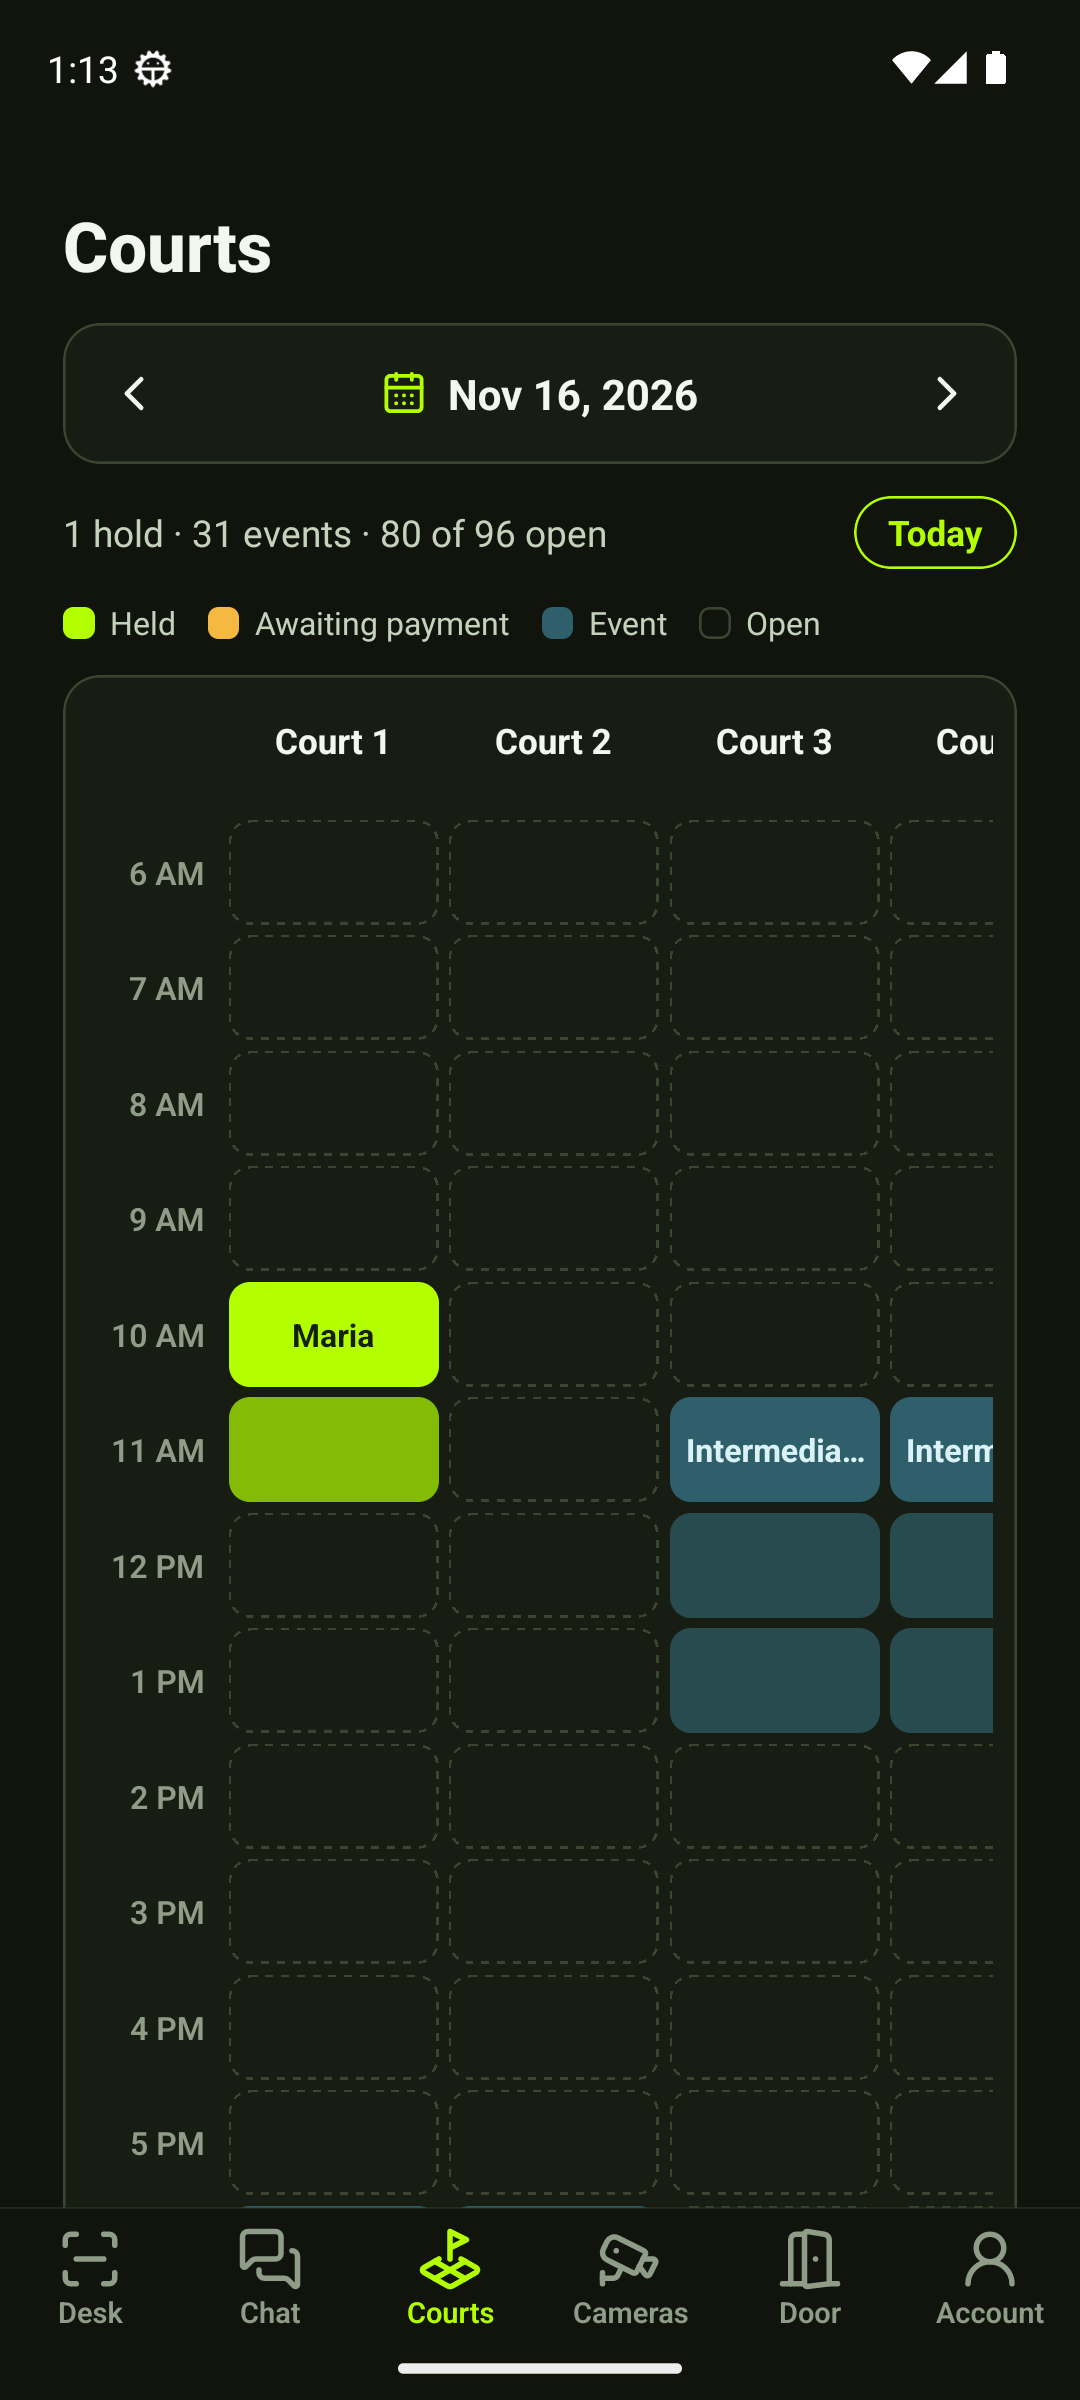 1:13
Courts
Nov 16, 2026
1 hold · 31 events · 80 of 96 open
Today
Held
Awaiting payment
Event
Open
Court 1
Court 2
Court 3
Cou
6 AM
7 AM
8 AM
9 AM
10 AM
Maria
11 AM
Intermedia...
Interm
12 PM
1 PM
2 PM
3 PM
4 PM
5 PM
Desk
Chat
Courts
Cameras
Door
Account